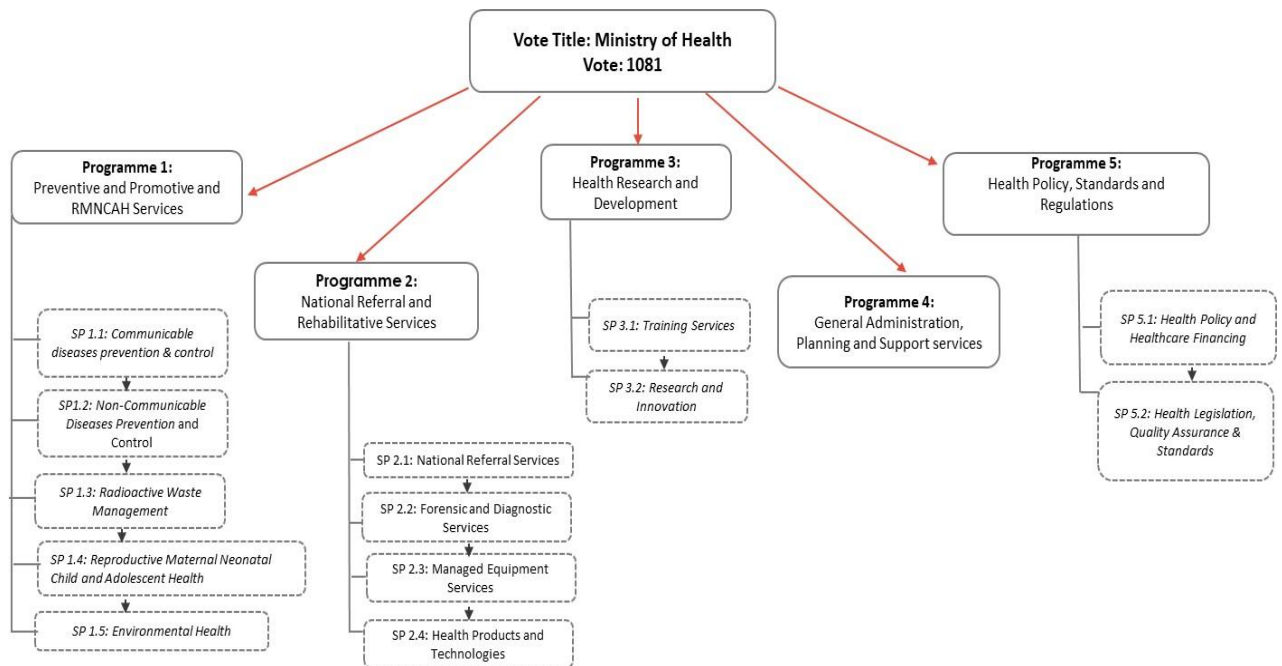 Vote Title: Ministry of Health
Vote: 1081
Programme 1:
Preventive and Promotive and
RMNCAH Services
SP 1.1: Communicable
diseases prevention & control
SP1.2: Non-Communicable
Diseases Prevention and
Control
SP 1.3: Radioactive Waste
Management
SP 1.4: Reproductive Maternal Neonatal
Child and Adolescent Health
SP 1.5: Environmental Health
Programme 2:
National Referral and
Rehabilitative Services
SP 2.1: National Referral Services
SP 2.2: Forensic and Diagnostic
Services
SP 2.3: Managed Equipment
Services
SP 2.4: Health Products and
Technologies
Programme 3:
Health Research and
Development
SP 3.1: Training Services
SP 3.2: Research and
Innovation
Programme 4:
General Administration,
Planning and Support services
Programme 5:
Health Policy, Standards and
Regulations
SP 5.1: Health Policy and
Healthcare Financing
SP 5.2: Health Legislation,
Quality Assurance &
Standards